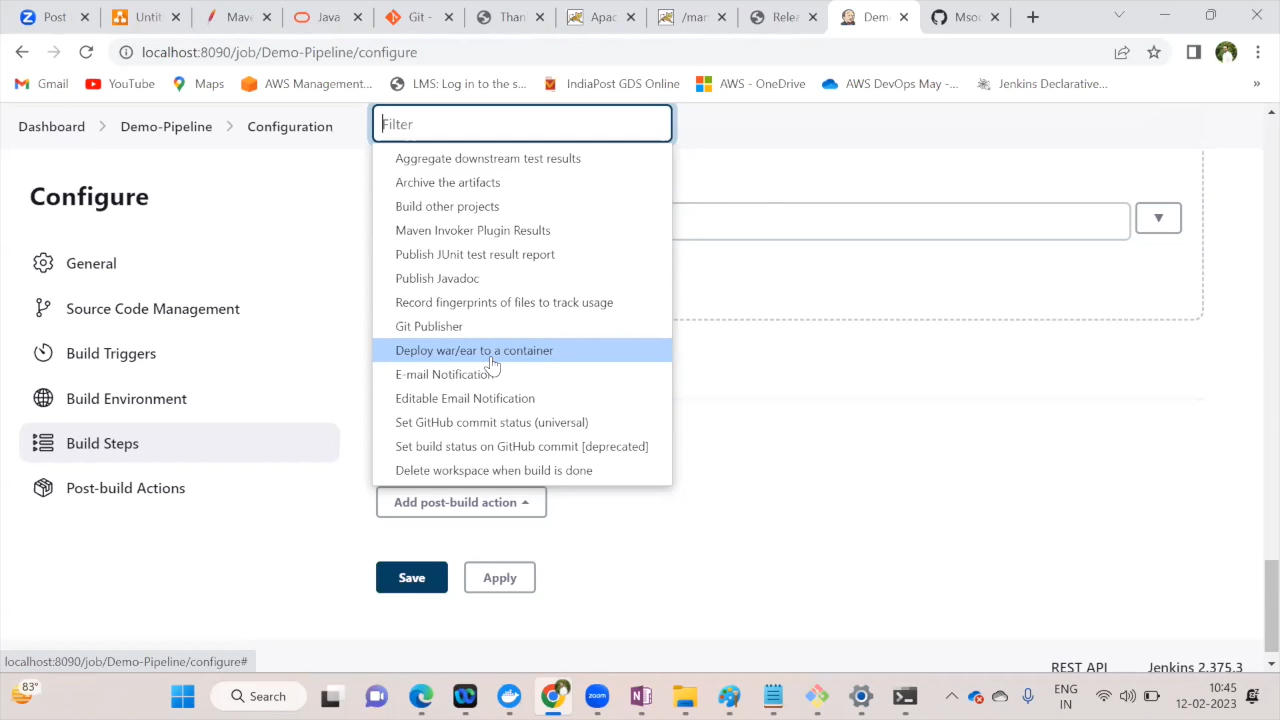 Post
Untit
Mave
Java
Git -
Than
Apac
/mar
Relea
Demo
Msoc
localhost:8090/job/Demo-Pipeline/configure
Gmail
YouTube
Maps
AWS Management...
LMS: Log in to the s...
IndiaPost GDS Online
AWS - OneDrive
AWS DevOps May -...
Jenkins Declarative...
»
Dashboard > Demo-Pipeline > Configuration
Configure
General
Source Code Management
Build Triggers
Build Environment
Build Steps
Post-build Actions
Filter
Aggregate downstream test results
Archive the artifacts
Build other projects
Maven Invoker Plugin Results
Publish JUnit test result report
Publish Javadoc
Record fingerprints of files to track usage
Git Publisher
Deploy war/ear to a container
E-mail Notification
Editable Email Notification
Set GitHub commit status (universal)
Set build status on GitHub commit [deprecated]
Delete workspace when build is done
Add post-build action
Save
Apply
localhost:8090/job/Demo-Pipeline/configure#
REST API
Jenkins 2.375.3
83°
Search
zoom
ENG
IN
10:45
12-02-2023